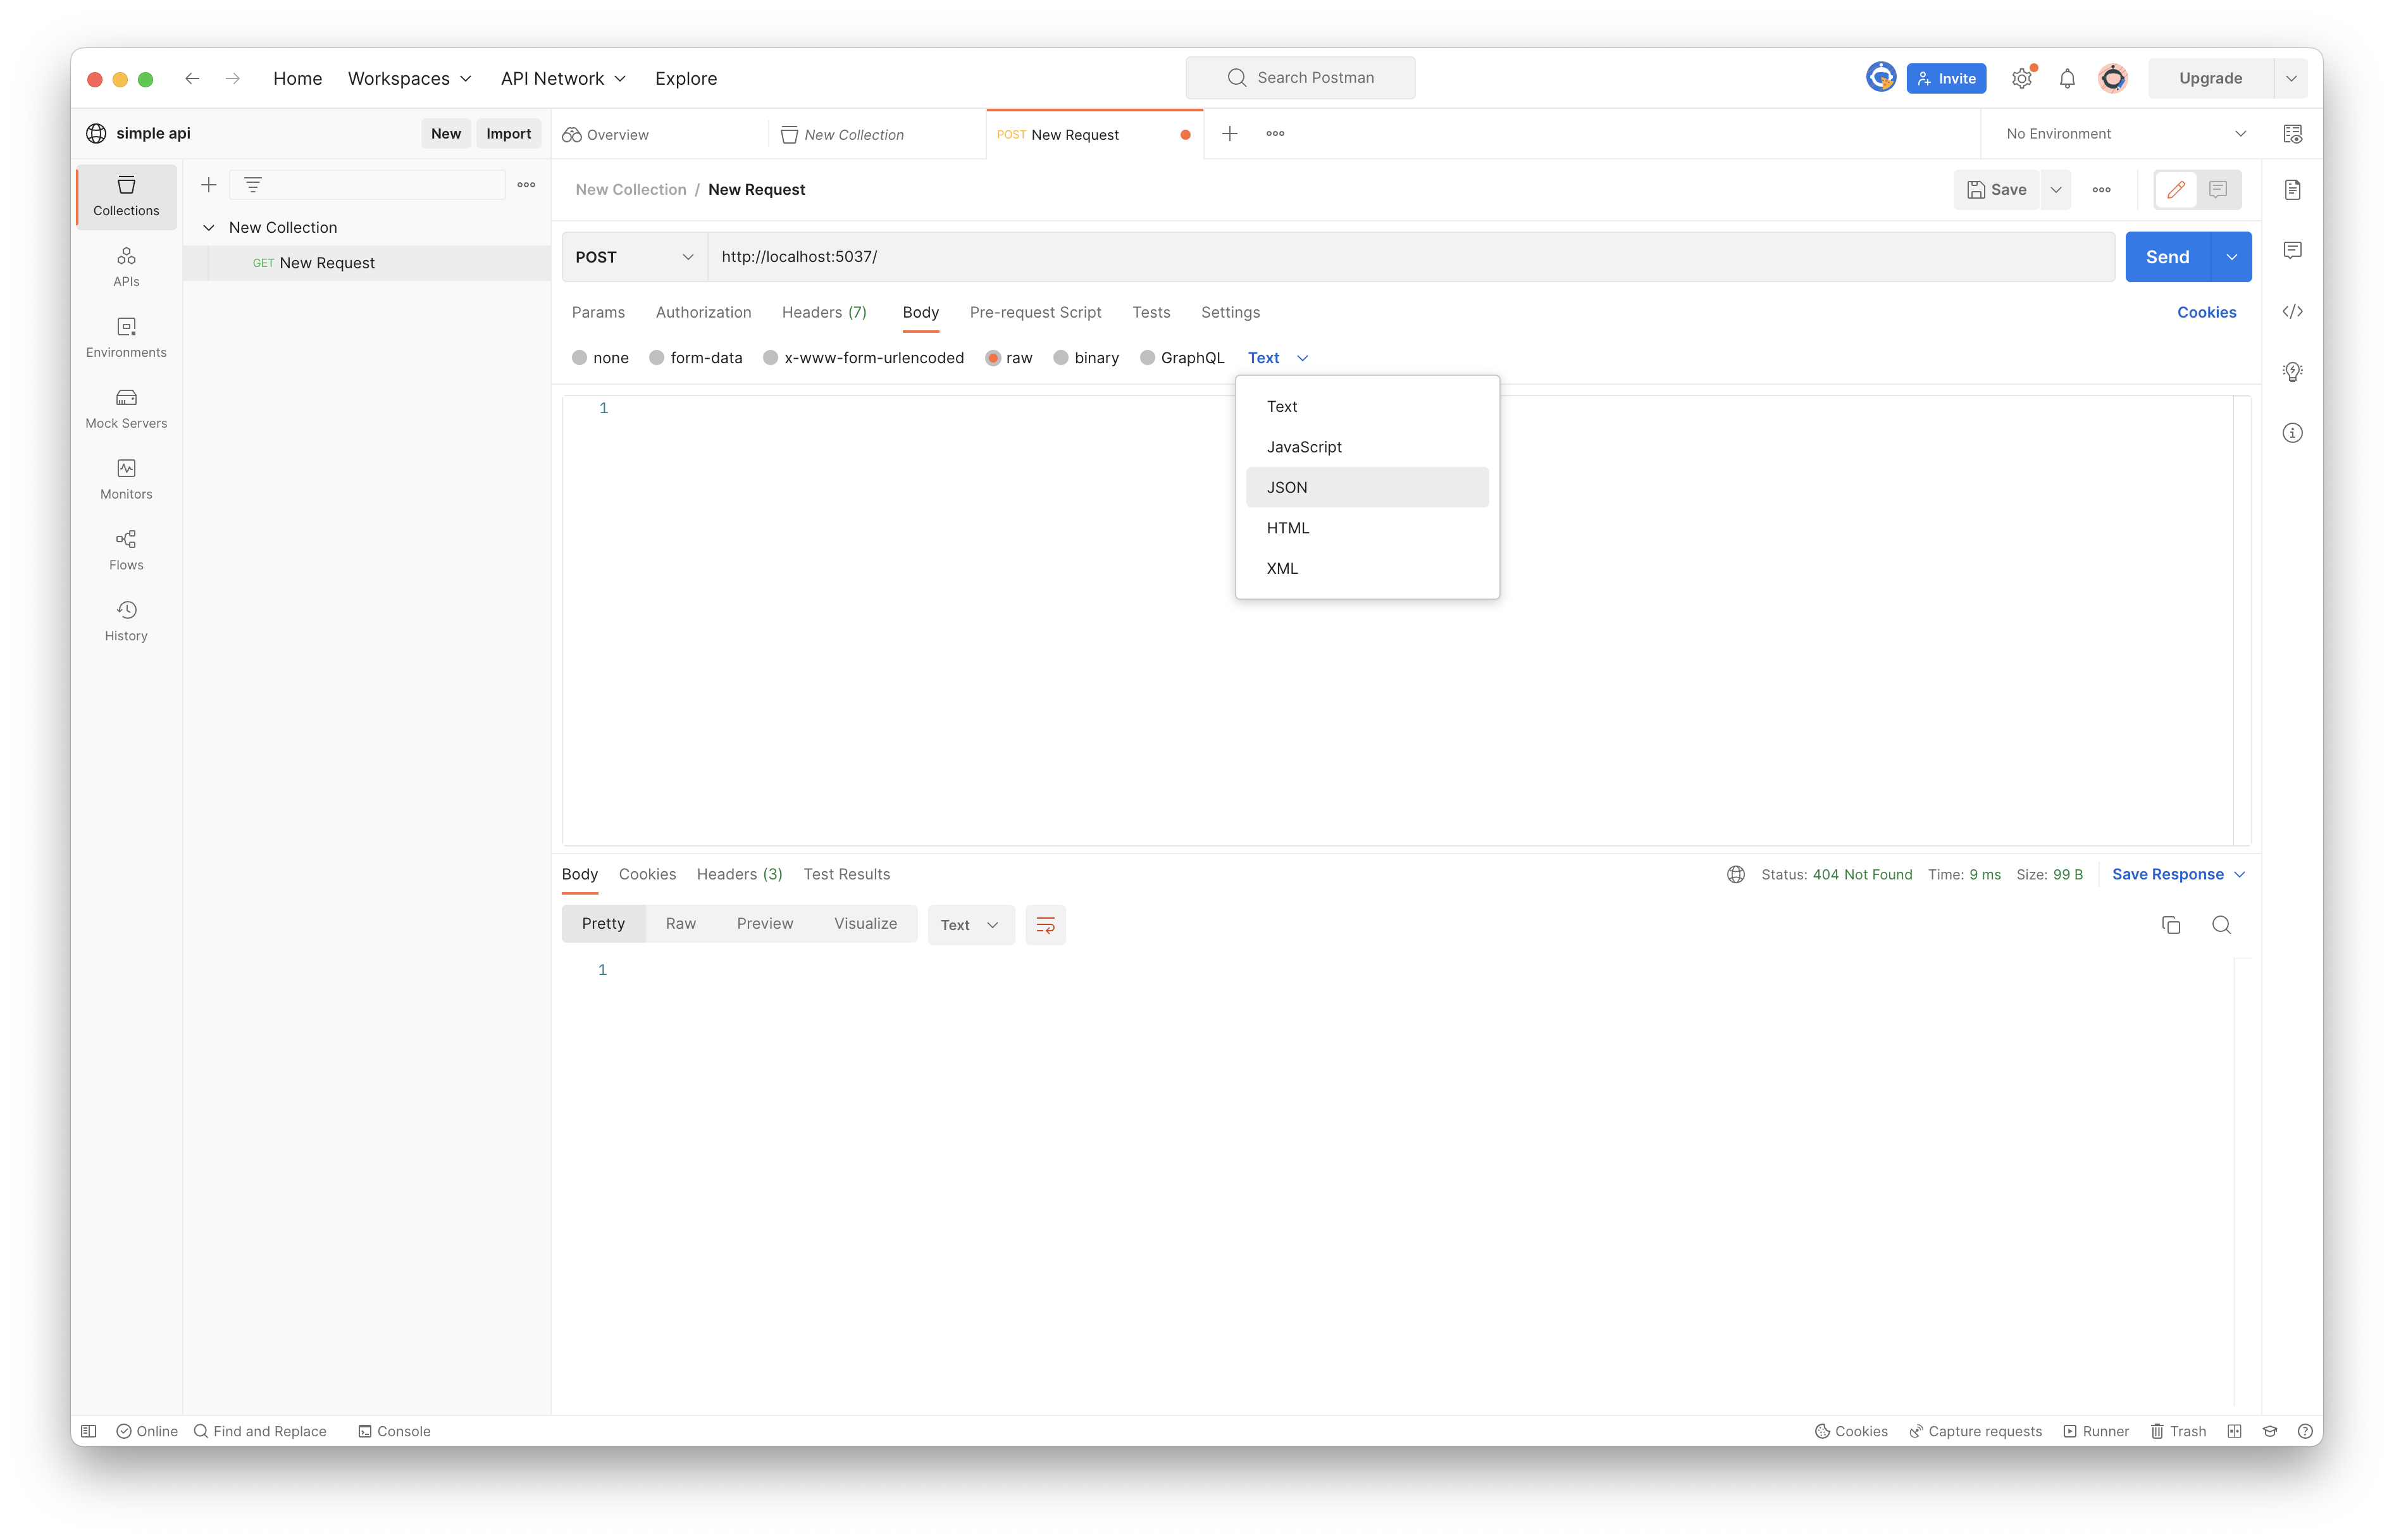 Home Workspaces API Network Explore Search Postman Invite Upgrade
simple api New Import Overview New Collection POST New Request No Environment
Collections
New Collection / New Request Save
New Collection
GET New Request
POST http://localhost:5037/ Send
APIs
Params Authorization Headers (7) Body Pre-request Script Tests Settings Cookies
Environments
none form-data x-www-form-urlencoded raw binary GraphQL Text
1
Text
JavaScript
JSON
HTML
XML
Mock Servers
Monitors
Flows
History
Body Cookies Headers (3) Test Results Status: 404 Not Found Time: 9 ms Size: 99 B Save Response
Pretty Raw Preview Visualize Text
1
Online Find and Replace Console Cookies Capture requests Runner Trash